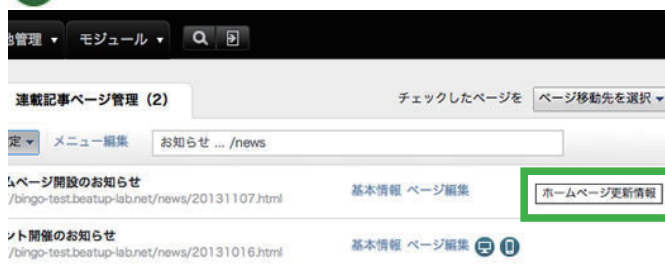 管理 ▼ モジュール ▼
連載記事ページ管理 (2) チェックしたページを ページ移動先を選択 ▼
定 ▼ メニュー編集 お知らせ ... /news
ムページ開設のお知らせ 基本情報 ページ編集 ホームページ更新情報
/bingo-test.beatup-lab.net/news/20131107.html
ント開催のお知らせ 基本情報 ページ編集
/bingo-test.beatup-lab.net/news/20131016.html